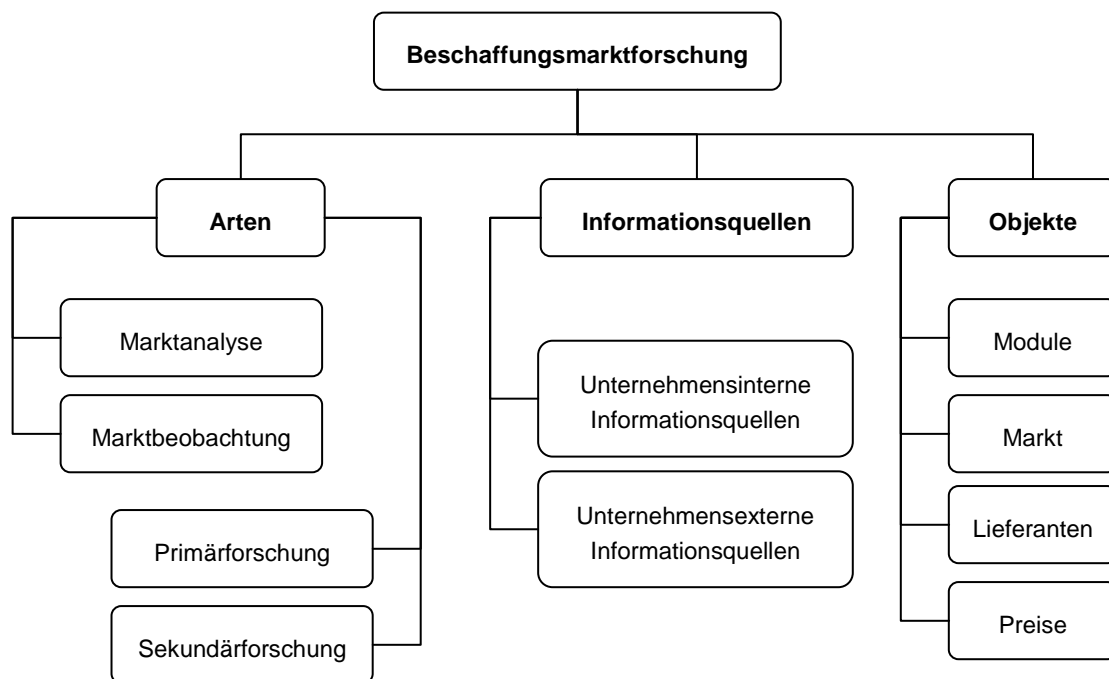 Beschaffungsmarktforschung
Arten
Marktanalyse
Marktbeobachtung
Primärforschung
Sekundärforschung
Informationsquellen
Unternehmensinterne
Informationsquellen
Unternehmensexterne
Informationsquellen
Objekte
Module
Markt
Lieferanten
Preise